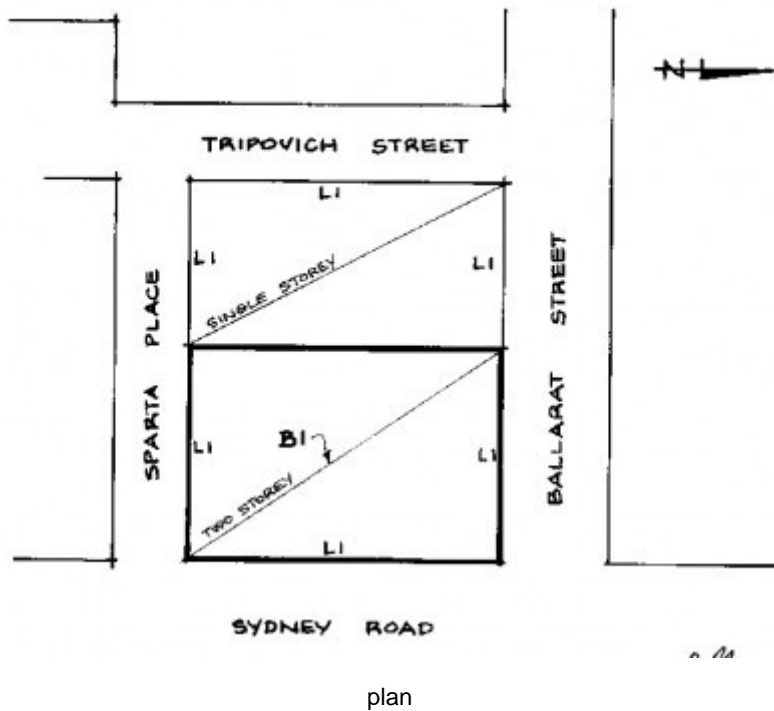 N
TRIPOVICH STREET
L1
L1
L1
SINGLE STOREY
SPARTA PLACE
BALLARAT STREET
B1
L1
L1
TWO STOREY
L1
SYDNEY ROAD
plan